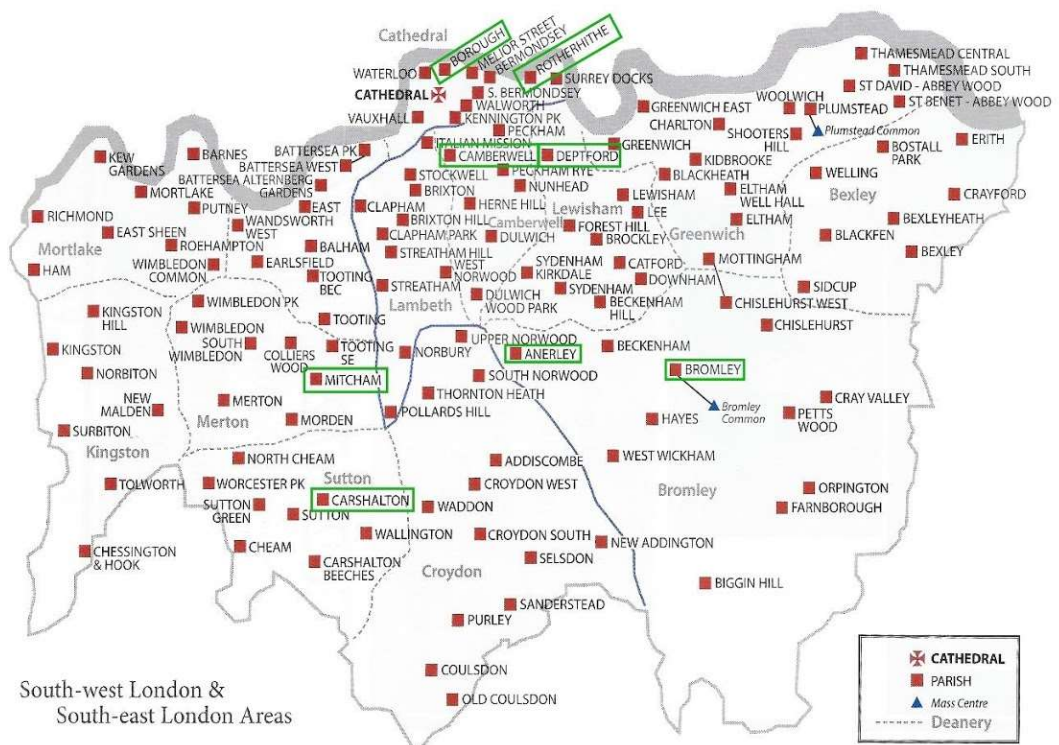 Cathedral
BOROUGH
MELIOR STREET
BERMONDSEY
ROTHERHITHE
WATERLOO
SURREY DOCKS
CATHEDRAL
S. BERMONDSEY
WALWORTH
VAUXHALL
KENNINGTON PK
PECKHAM
ITALIAN MISSION
CAMBERWELL
DEPTFORD
GREENWICH
GREENWICH EAST
CHARLTON
WOOLWICH
PLUMSTEAD
Plumstead Common
SHOOTERS
HILL
THAMESMEAD CENTRAL
THAMESMEAD SOUTH
ST DAVID - ABBEY WOOD
ST BENET - ABBEY WOOD
BOSTALL
PARK
ERITH
KEW
GARDENS
BARNES
BATTERSEA PK
BATTERSEA WEST
BATTERSEA ALTERNBERG
GARDENS
MORTLAKE
PUTNEY
EAST
STOCKWELL
BRIXTON
PECKHAM RYE
NUNHEAD
BLACKHEATH
KIDBROOKE
WELLING
Bexley
CRAYFORD
RICHMOND
EAST SHEEN
WANDSWORTH
WEST
CLAPHAM
BRIXTON HILL
HERNE HILL
Camberwell
LEWISHAM
Lewisham
LEE
ELTHAM
WELL HALL
ELTHAM
BEXLEYHEATH
Mortlake
ROEHAMPTON
BALHAM
CLAPHAM PARK
DULWICH
FOREST HILL
BROCKLEY
Greenwich
BLACKFEN
BEXLEY
HAM
WIMBLEDON
COMMON
EARLSFIELD
STREATHAM HILL
WEST
NORWOOD
SYDENHAM
KIRKDALE
CATFORD
MOTTINGHAM
TOOTING
BEC
STREATHAM
SYDENHAM
DOWNHAM
SIDCUP
Lambeth
DULWICH
WOOD PARK
BECKENHAM
HILL
CHISLEHURST WEST
KINGSTON
HILL
WIMBLEDON PK
TOOTING
CHISLEHURST
WIMBLEDON
SOUTH
WIMBLEDON
UPPER NORWOOD
KINGSTON
COLLIERS
WOOD
TOOTING
SE
NORBURY
ANERLEY
BECKENHAM
NORBITON
MITCHAM
SOUTH NORWOOD
BROMLEY
THORNTON HEATH
NEW
MALDEN
MERTON
Merton
MORDEN
POLLARDS HILL
HAYES
Bromley
Common
CRAY VALLEY
PETTS
WOOD
SURBITON
Kingston
NORTH CHEAM
ADDISCOMBE
WEST WICKHAM
TOLWORTH
WORCESTER PK
Sutton
CROYDON WEST
Bromley
ORPINGTON
CARSHALTON
SUTTON
GREEN
SUTTON
WADDON
FARNBOROUGH
WALLINGTON
CROYDON SOUTH
NEW ADDINGTON
CHESSINGTON
& HOOK
CHEAM
CARSHALTON
BEECHES
SELSDON
Croydon
BIGGIN HILL
SANDERSTEAD
PURLEY
COULSDON
OLD COULSDON
South-west London &
South-east London Areas
CATHEDRAL
PARISH
Mass Centre
Deanery